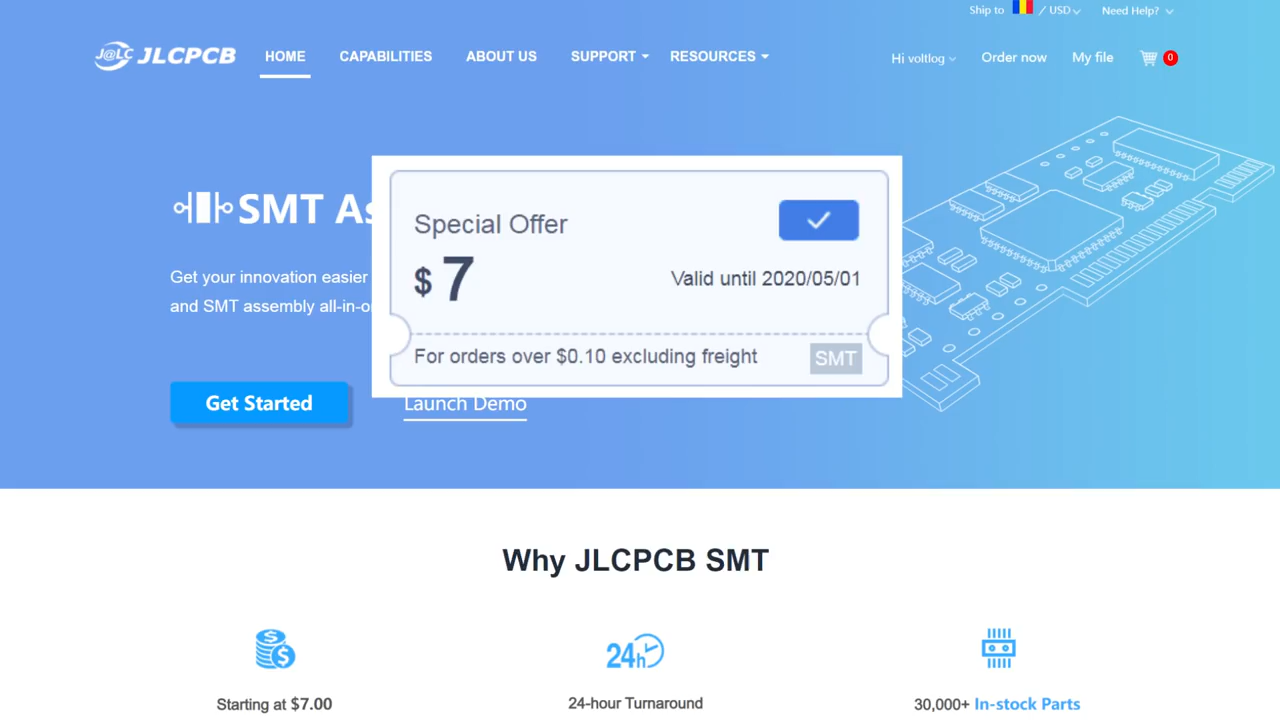 Ship to / USD Need Help?
J@LC JLCPCB HOME CAPABILITIES ABOUT US SUPPORT RESOURCES Hi voltlog Order now My file 0
SMT As
Get your innovation easier
and SMT assembly all-in-o
Special Offer
$ 7
Valid until 2020/05/01
For orders over $0.10 excluding freight SMT
Get Started Launch Demo
Why JLCPCB SMT
24h
Starting at $7.00 24-hour Turnaround 30,000+ In-stock Parts